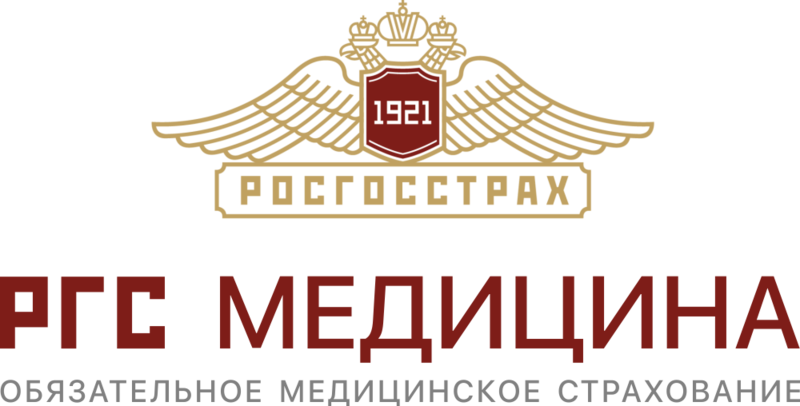 1921
РОСГОССТРАХ
РГС МЕДИЦИНА
ОБЯЗАТЕЛЬНОЕ МЕДИЦИНСКОЕ СТРАХОВАНИЕ